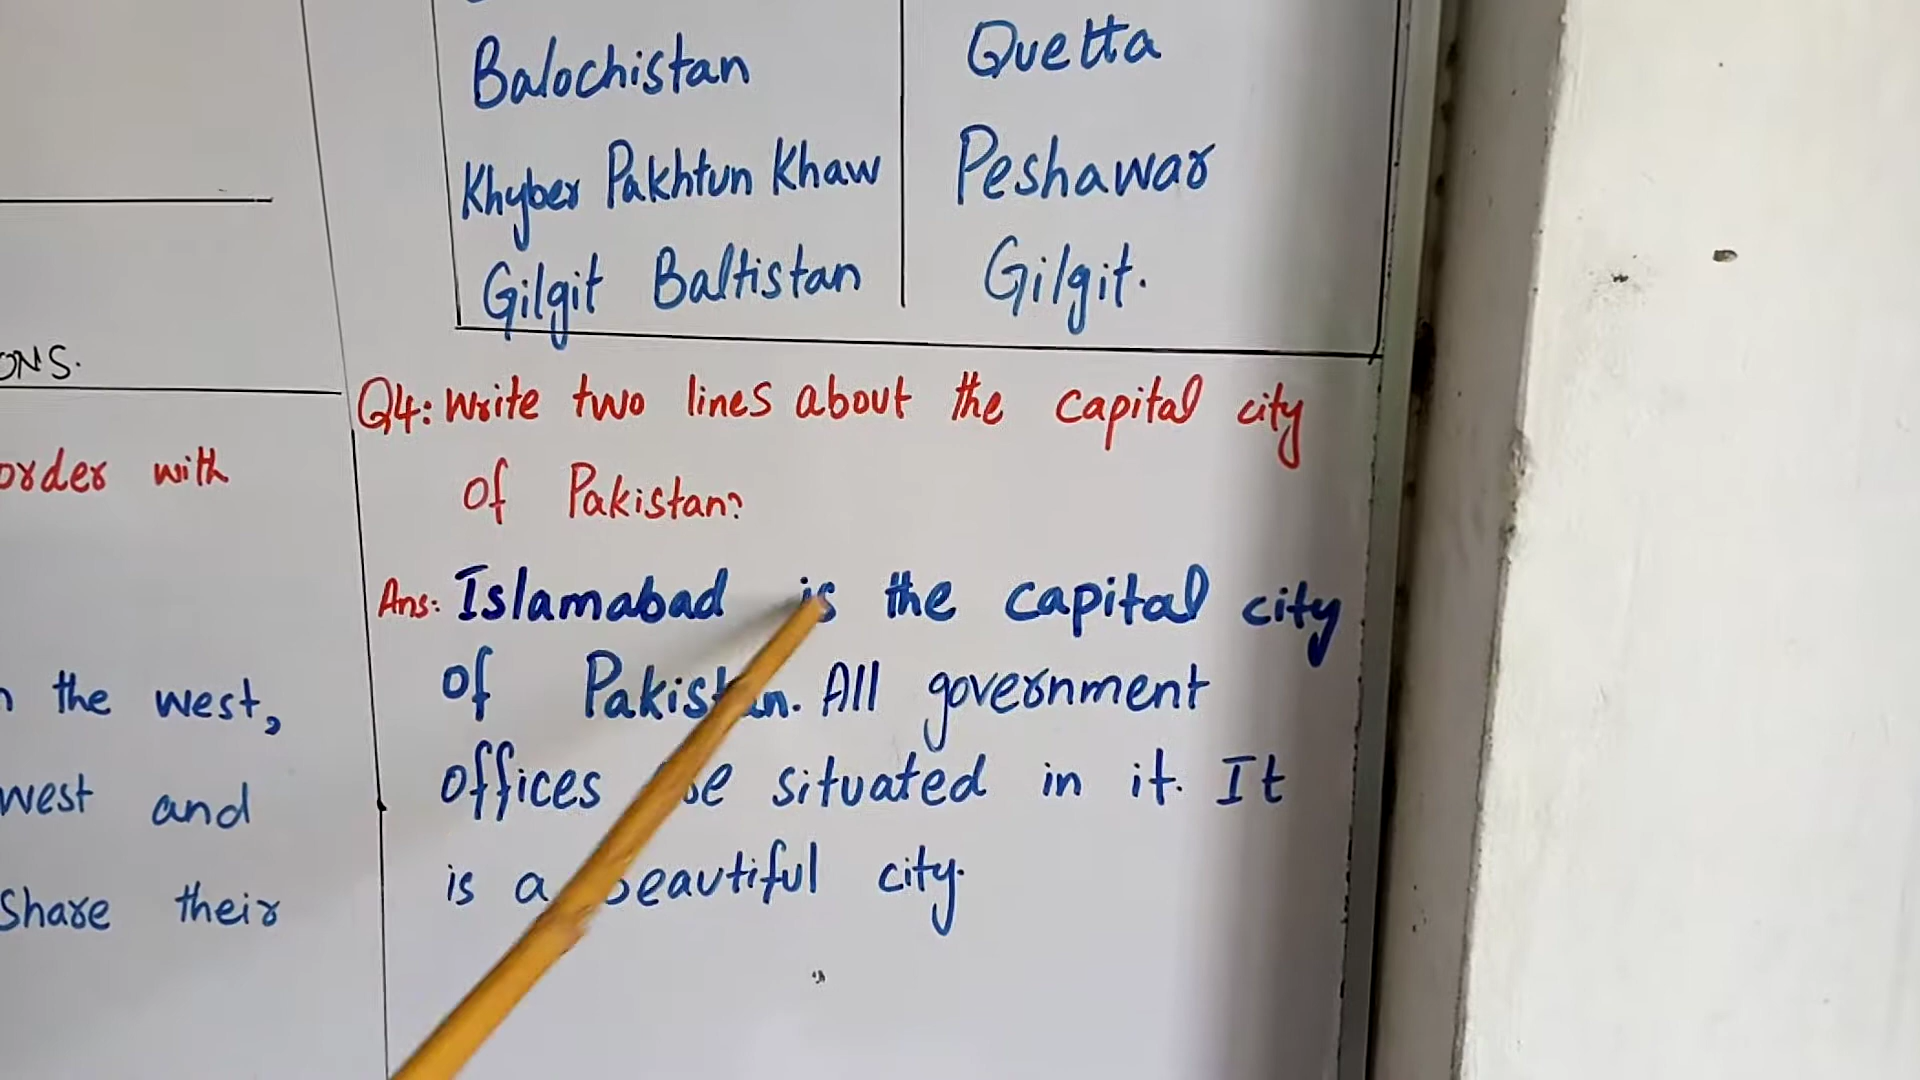 Balochistan Quetta
Khyber Pakhtun Khaw Peshawar
Gilgit Baltistan Gilgit.
ONS.
Q4: Write two lines about the capital city
of Pakistan?
order with
Ans: Islamabad is the capital city
of Pakistan. All government
offices situated in it. It
is a beautiful city.
the west,
west and
Share their